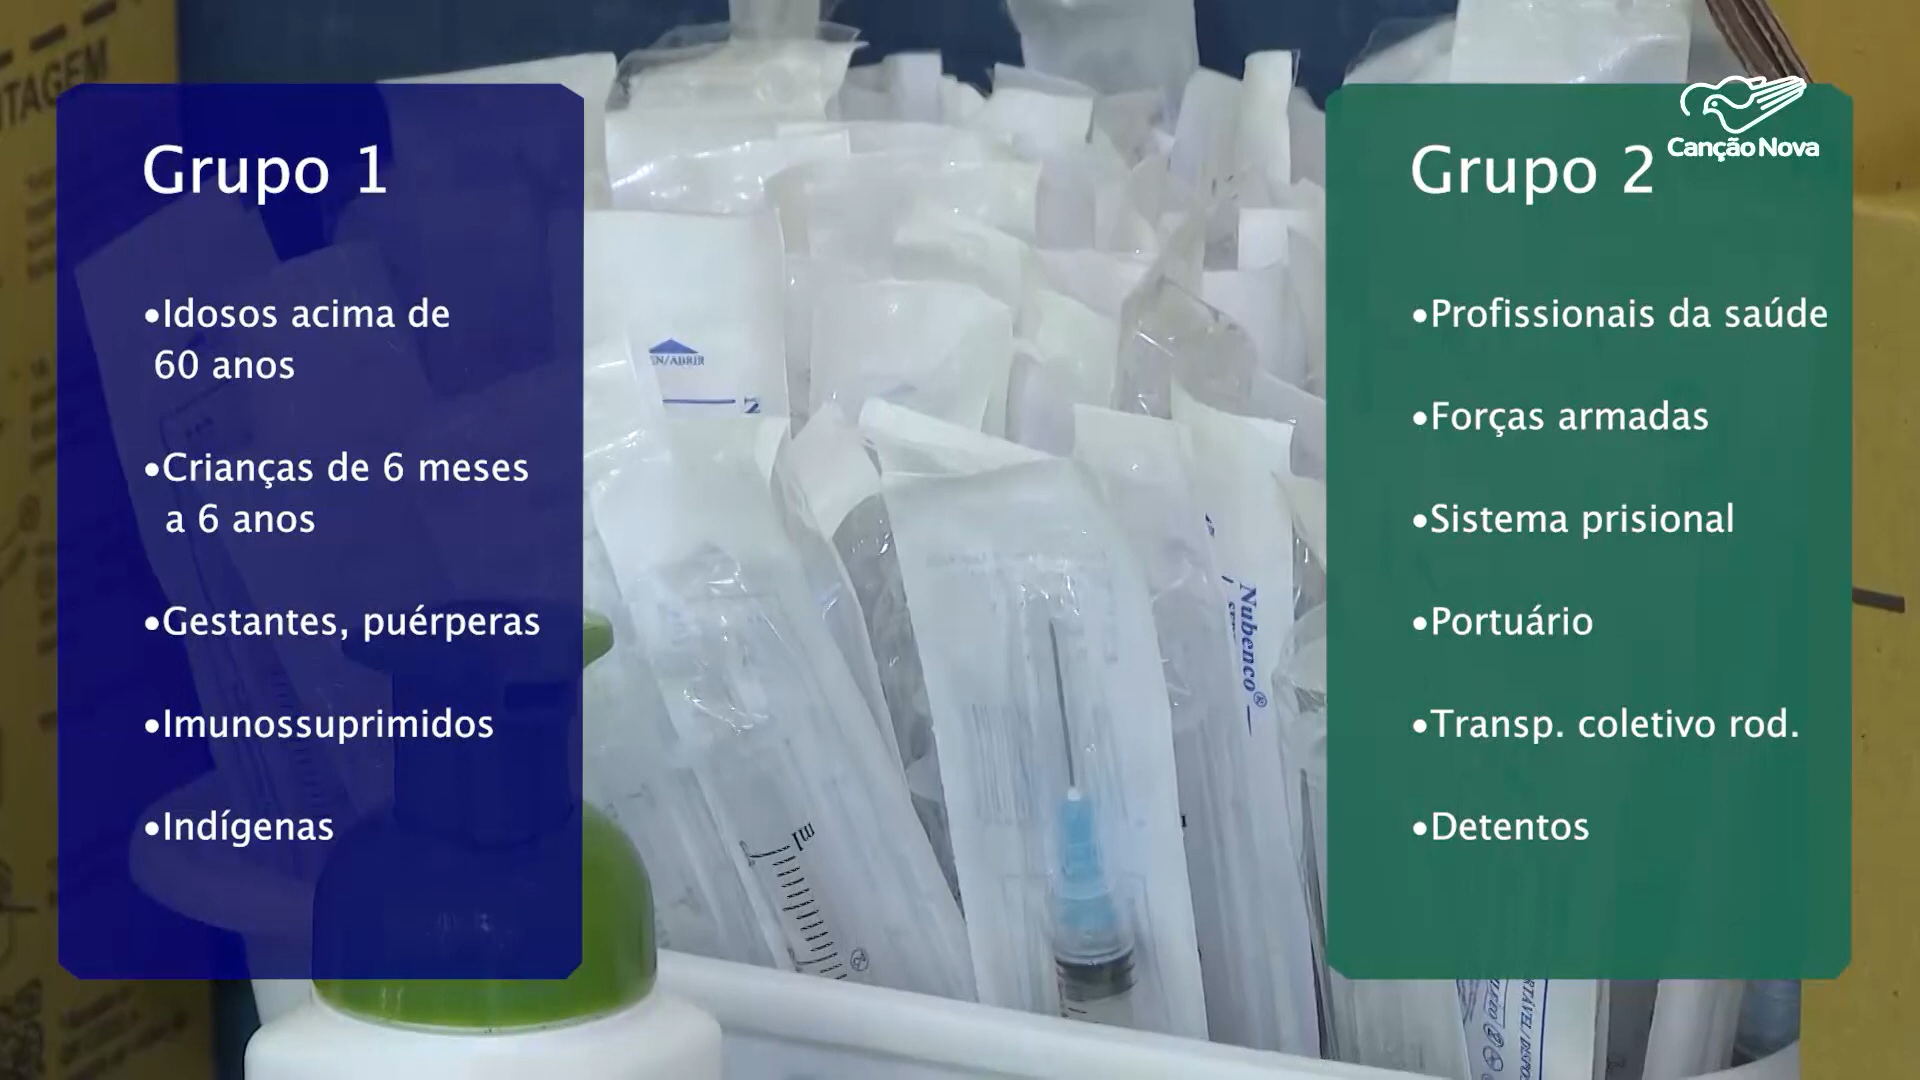 Grupo 1
•Idosos acima de
60 anos
•Crianças de 6 meses
a 6 anos
•Gestantes, puérperas
•Imunossuprimidos
•Indígenas
Canção Nova
Grupo 2
•Profissionais da saúde
•Forças armadas
•Sistema prisional
•Portuário
•Transp. coletivo rod.
•Detentos
Nubenco®
ml